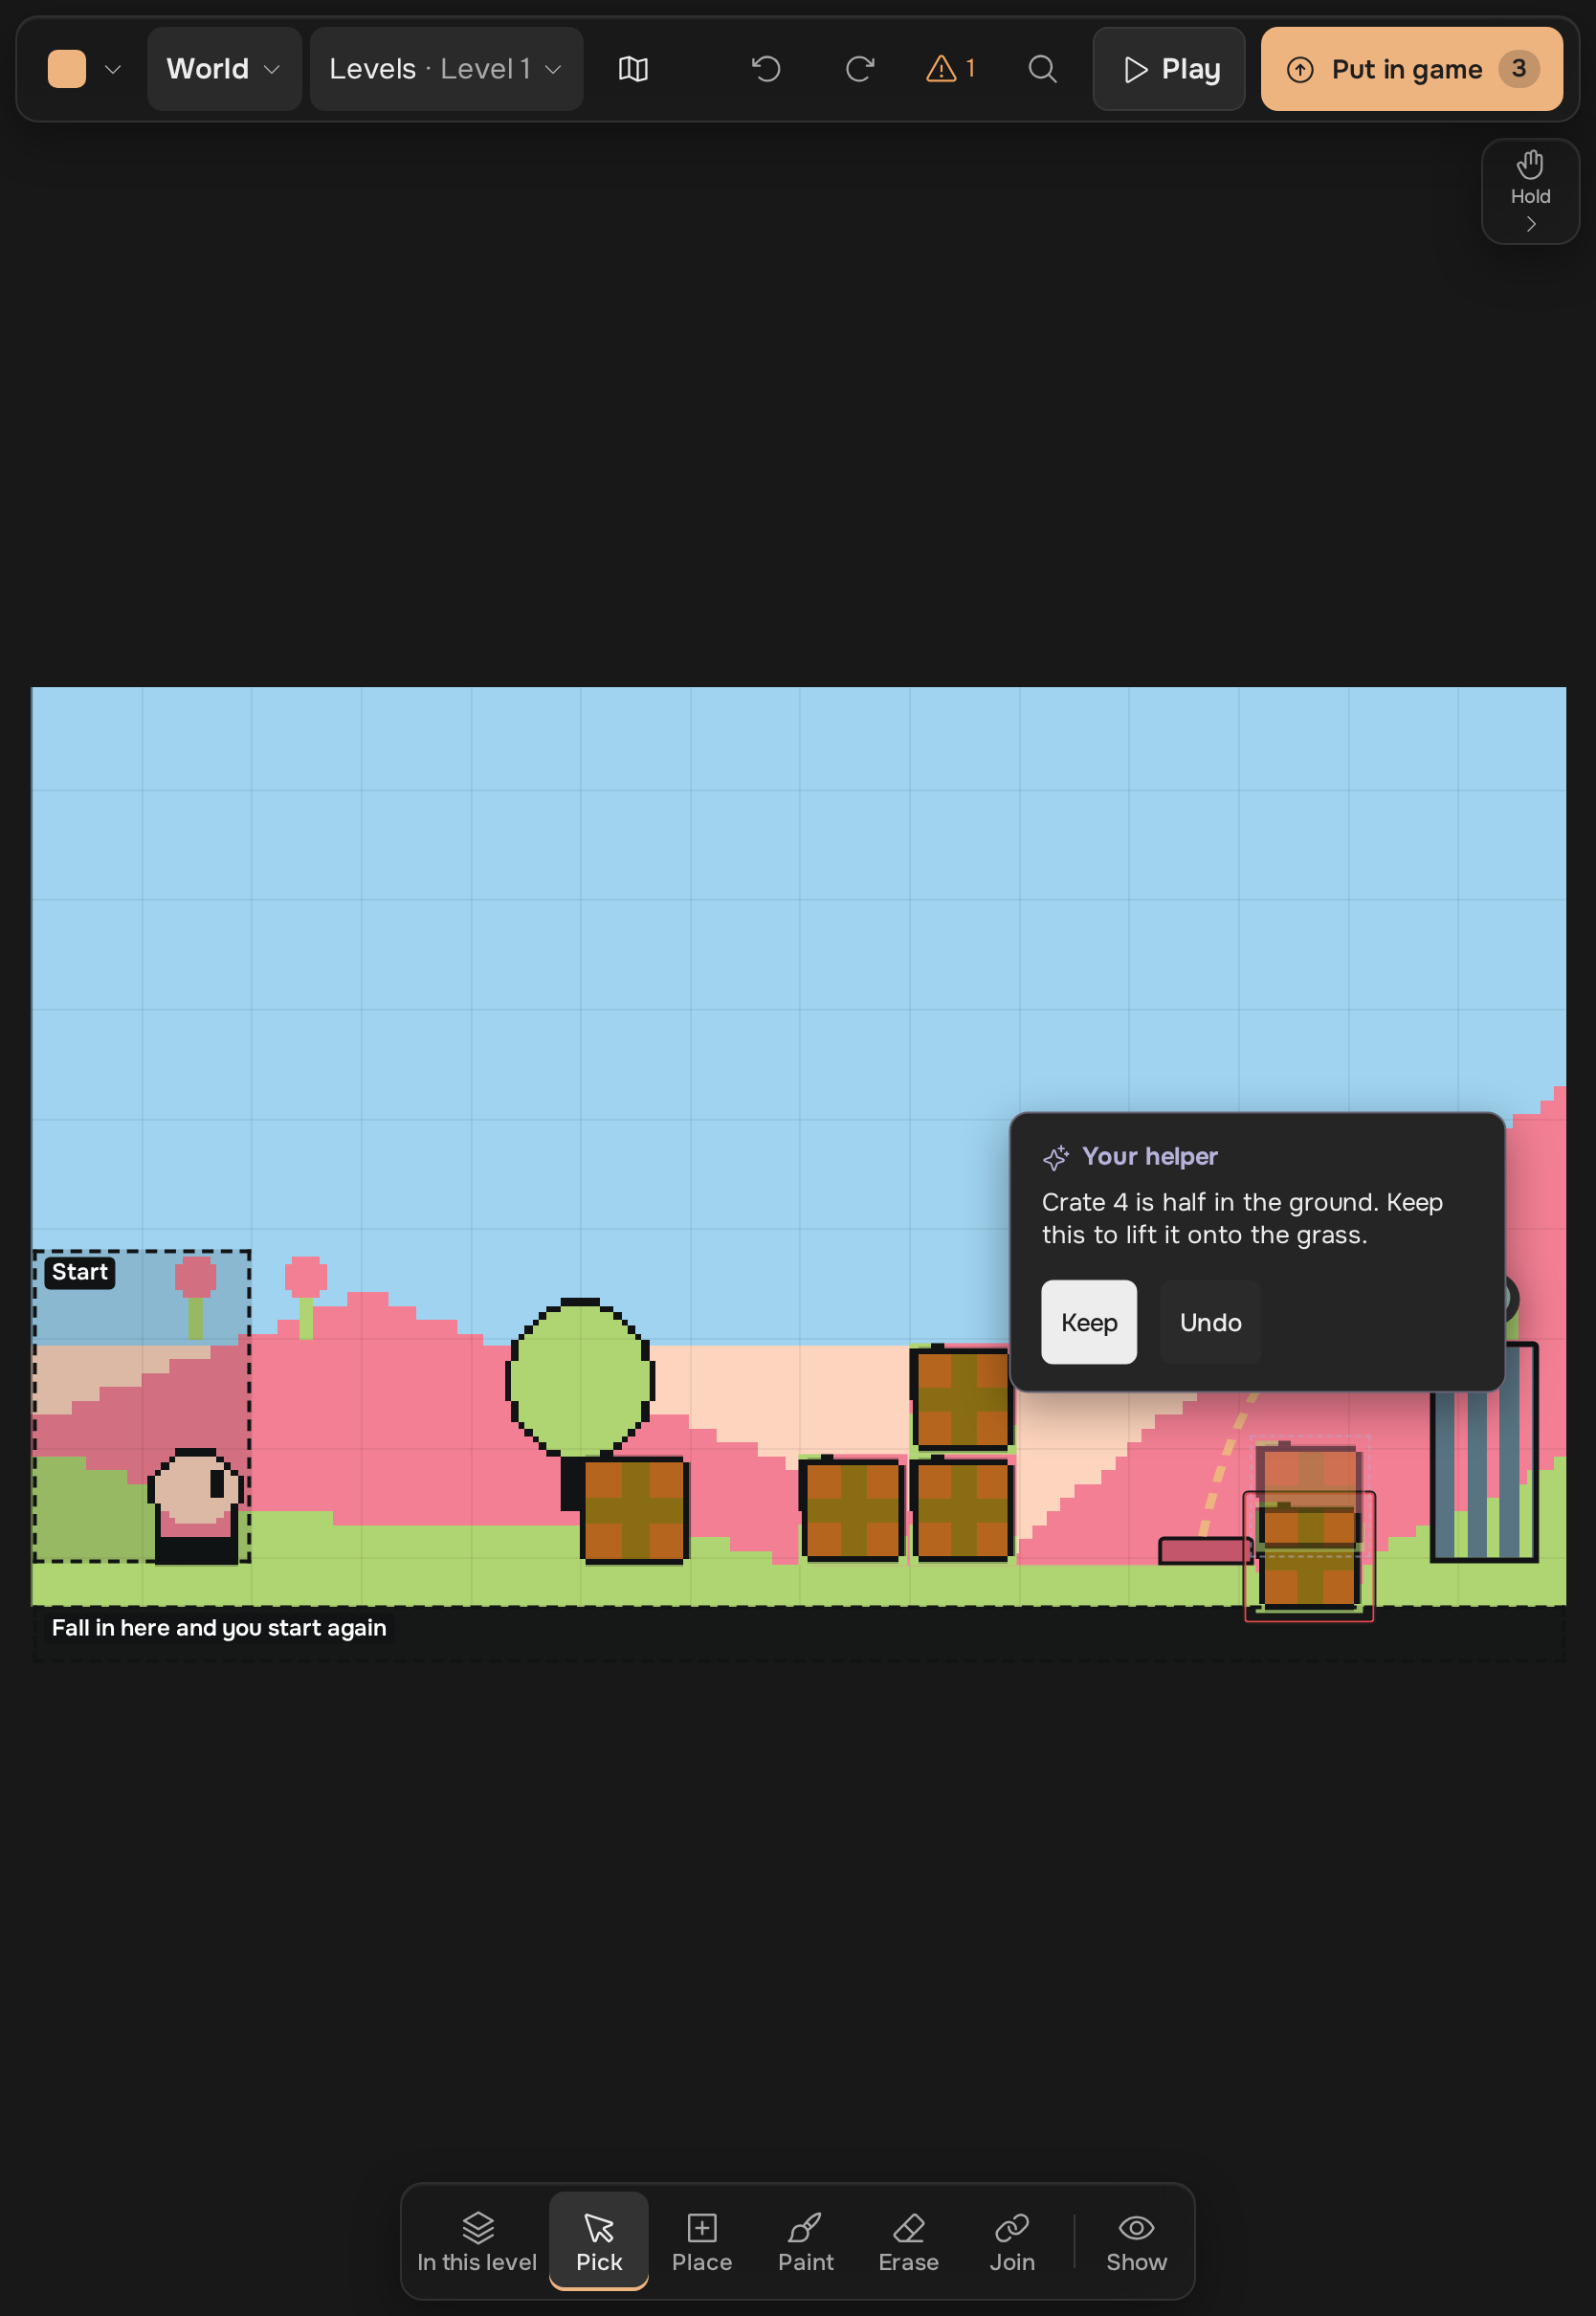 World
Levels · Level 1
1
Play
Put in game 3
Hold
Your helper
Crate 4 is half in the ground. Keep
this to lift it onto the grass.
Keep
Undo
Start
Fall in here and you start again
In this level
Pick
Place
Paint
Erase
Join
Show